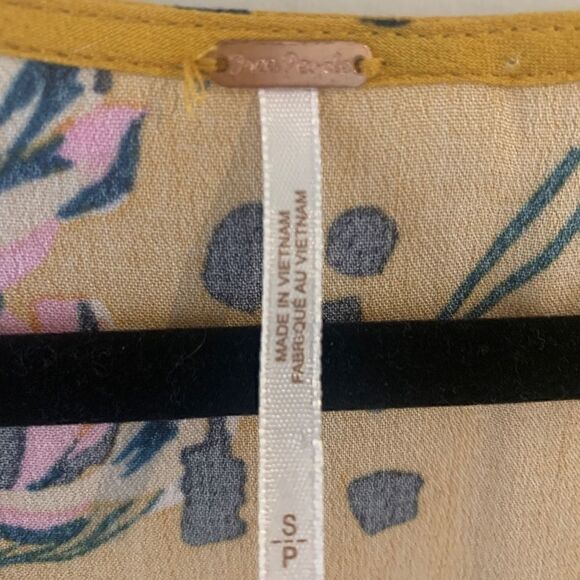 Free People
MADE IN VIETNAM
FABRIQUÉ AU VIETNAM
S
P